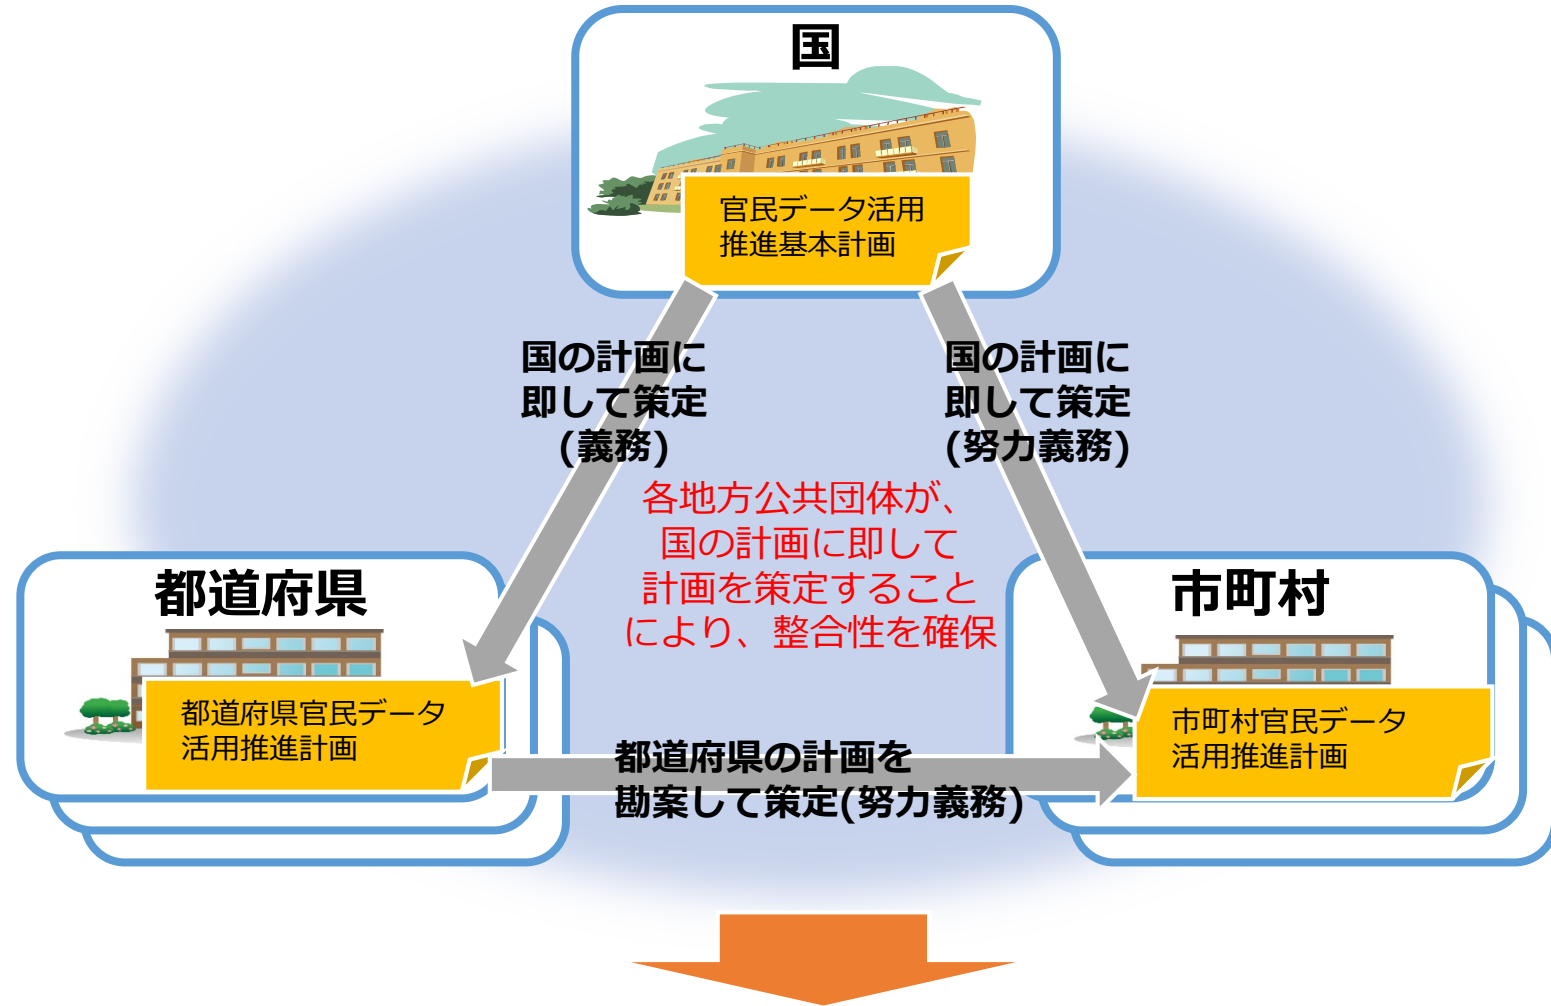 国
官民データ活用
推進基本計画
国の計画に
即して策定
(義務)
国の計画に
即して策定
(努力義務)
各地方公共団体が、
国の計画に即して
計画を策定すること
により、整合性を確保
都道府県
都道府県官民データ
活用推進計画
市町村
市町村官民データ
活用推進計画
都道府県の計画を
勘案して策定(努力義務)